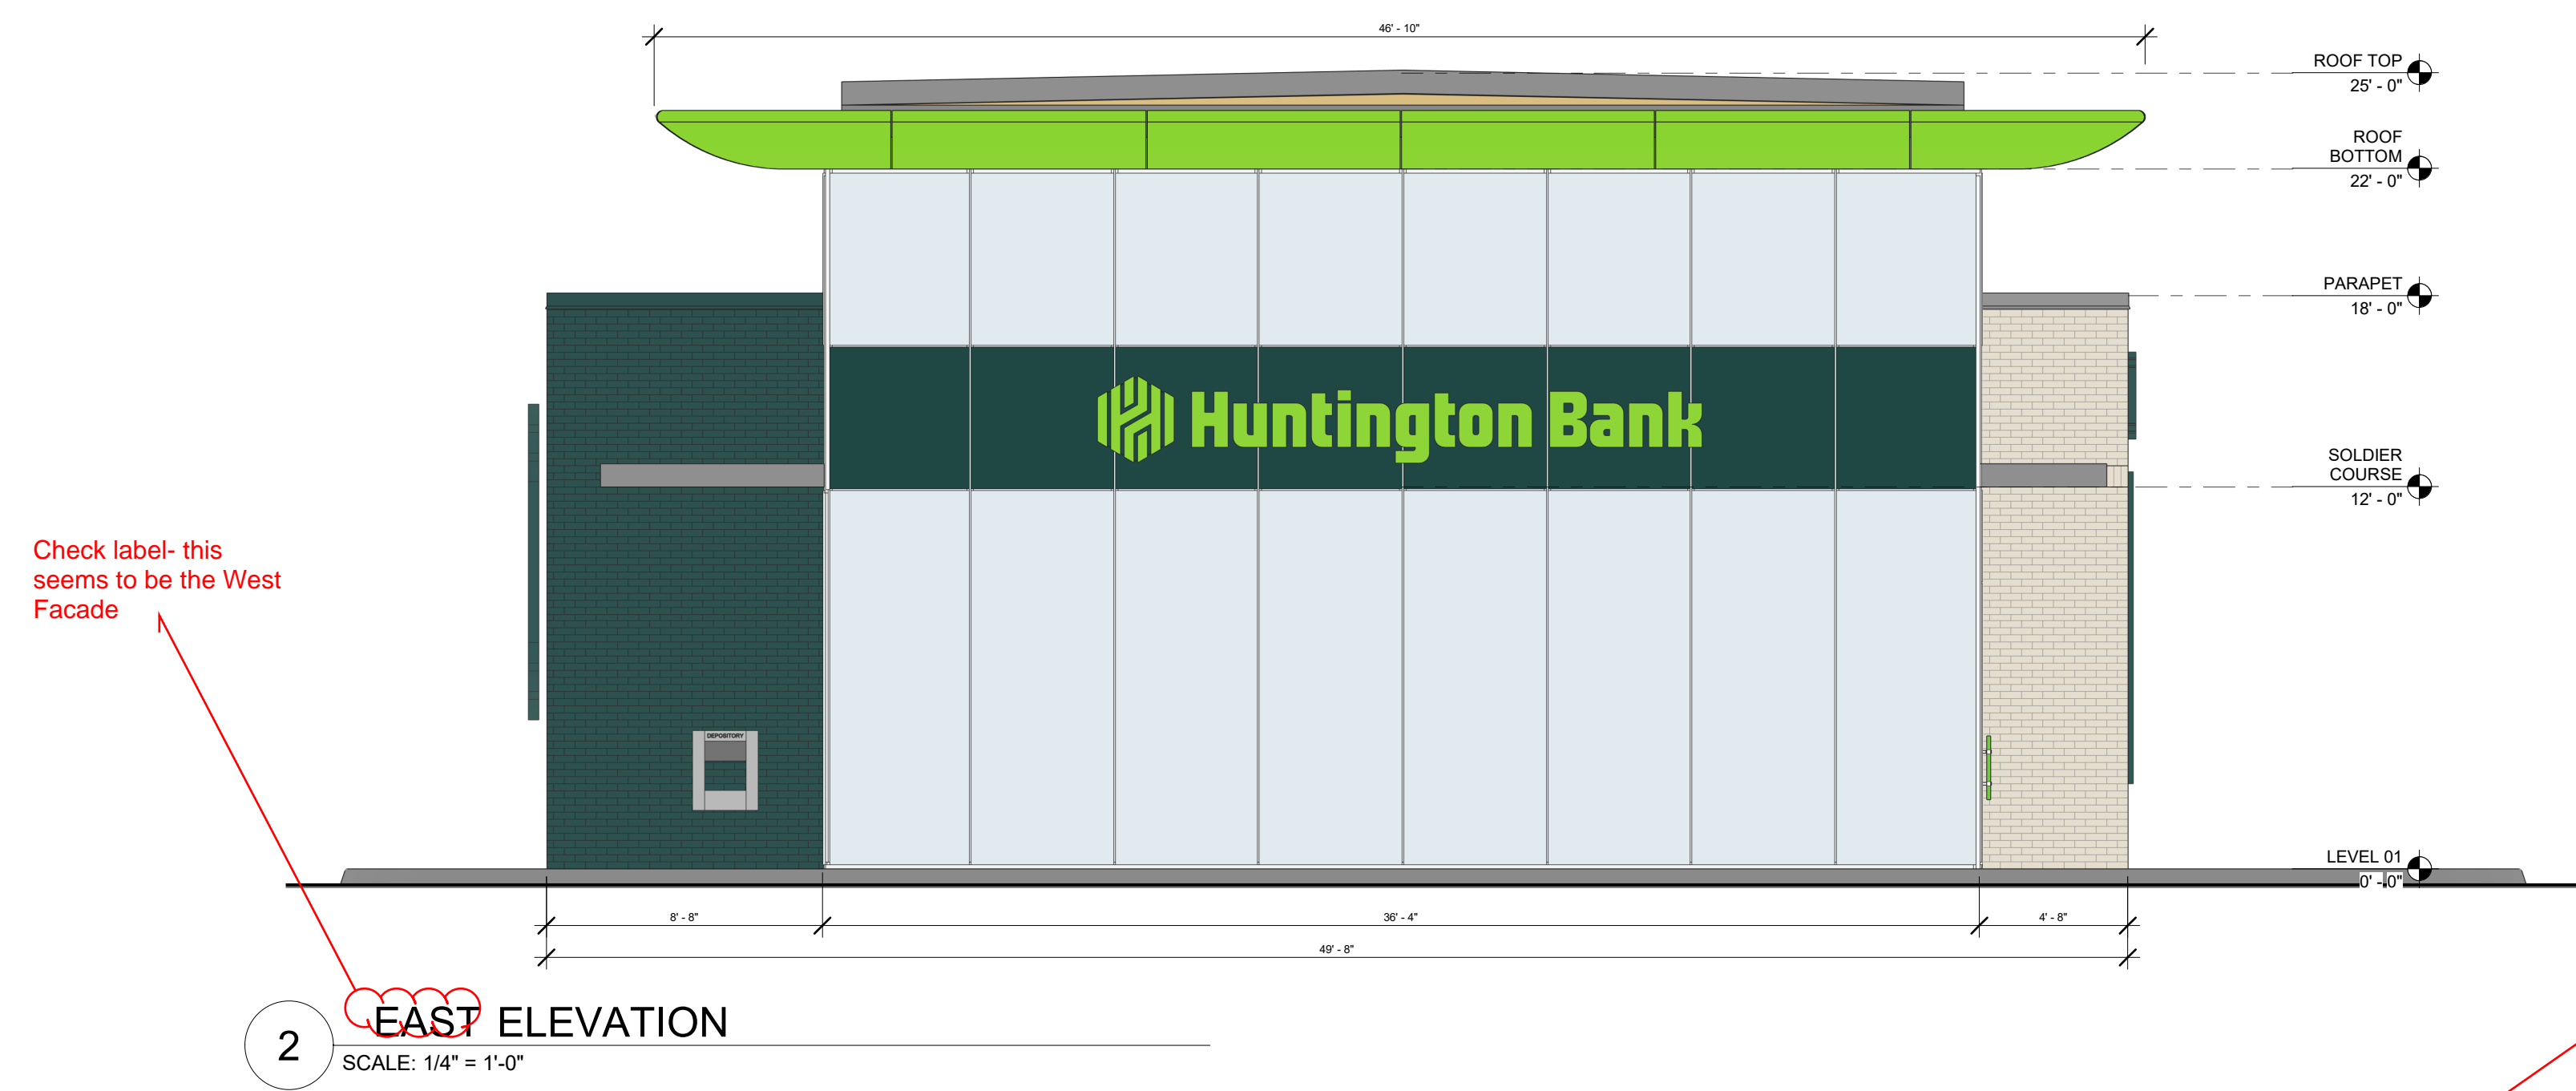 46' - 10"
ROOF TOP
25' - 0"
ROOF
BOTTOM
22' - 0"
PARAPET
18' - 0"
Huntington Bank
SOLDIER
COURSE
12' - 0"
Check label- this
seems to be the West
Facade
DEPOSITORY
LEVEL 01
0' - 0"
8' - 8"
36' - 4"
4' - 8"
49' - 8"
2
EAST ELEVATION
SCALE: 1/4" = 1'-0"